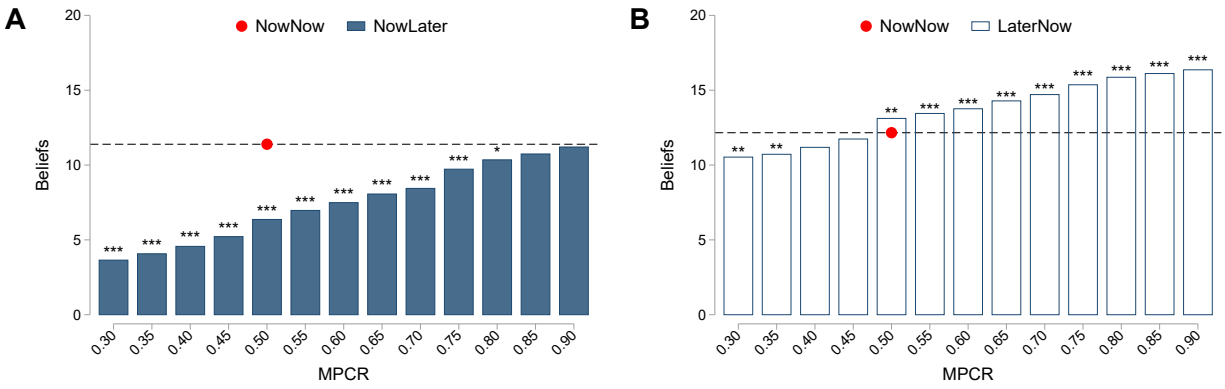 A
20
15
10
5
0
Beliefs
NowNow NowLater
*** *** *** *** *** *** *** *** *** *** *
0.30 0.35 0.40 0.45 0.50 0.55 0.60 0.65 0.70 0.75 0.80 0.85 0.90
MPCR
B
20
15
10
5
0
Beliefs
NowNow LaterNow
** ** ** *** *** *** *** *** *** *** ***
0.30 0.35 0.40 0.45 0.50 0.55 0.60 0.65 0.70 0.75 0.80 0.85 0.90
MPCR